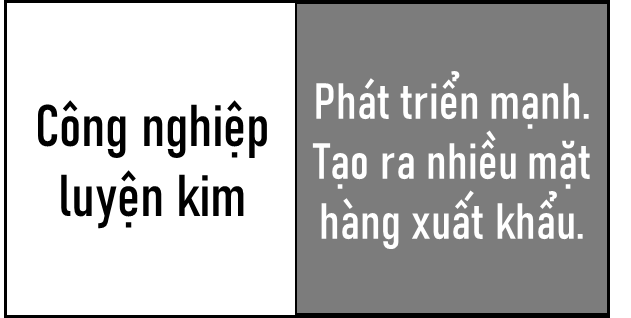 Công nghiệp
luyện kim
Phát triển mạnh.
Tạo ra nhiều mặt
hàng xuất khẩu.